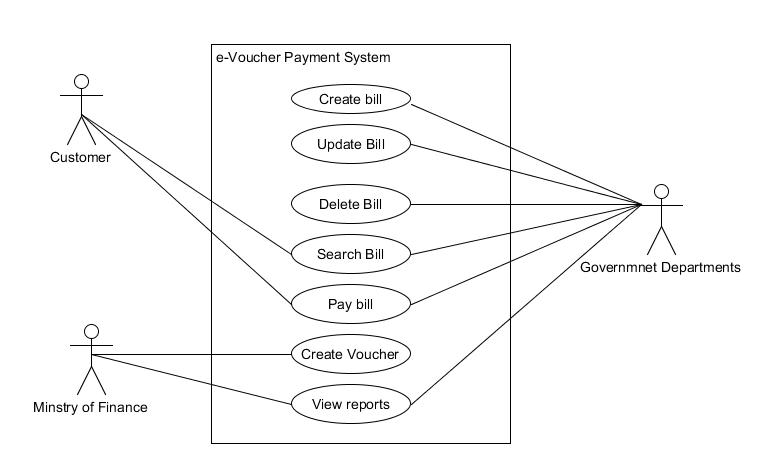 e-Voucher Payment System
Create bill
Update Bill
Customer
Delete Bill
Search Bill
Governmnet Departments
Pay bill
Create Voucher
View reports
Minstry of Finance